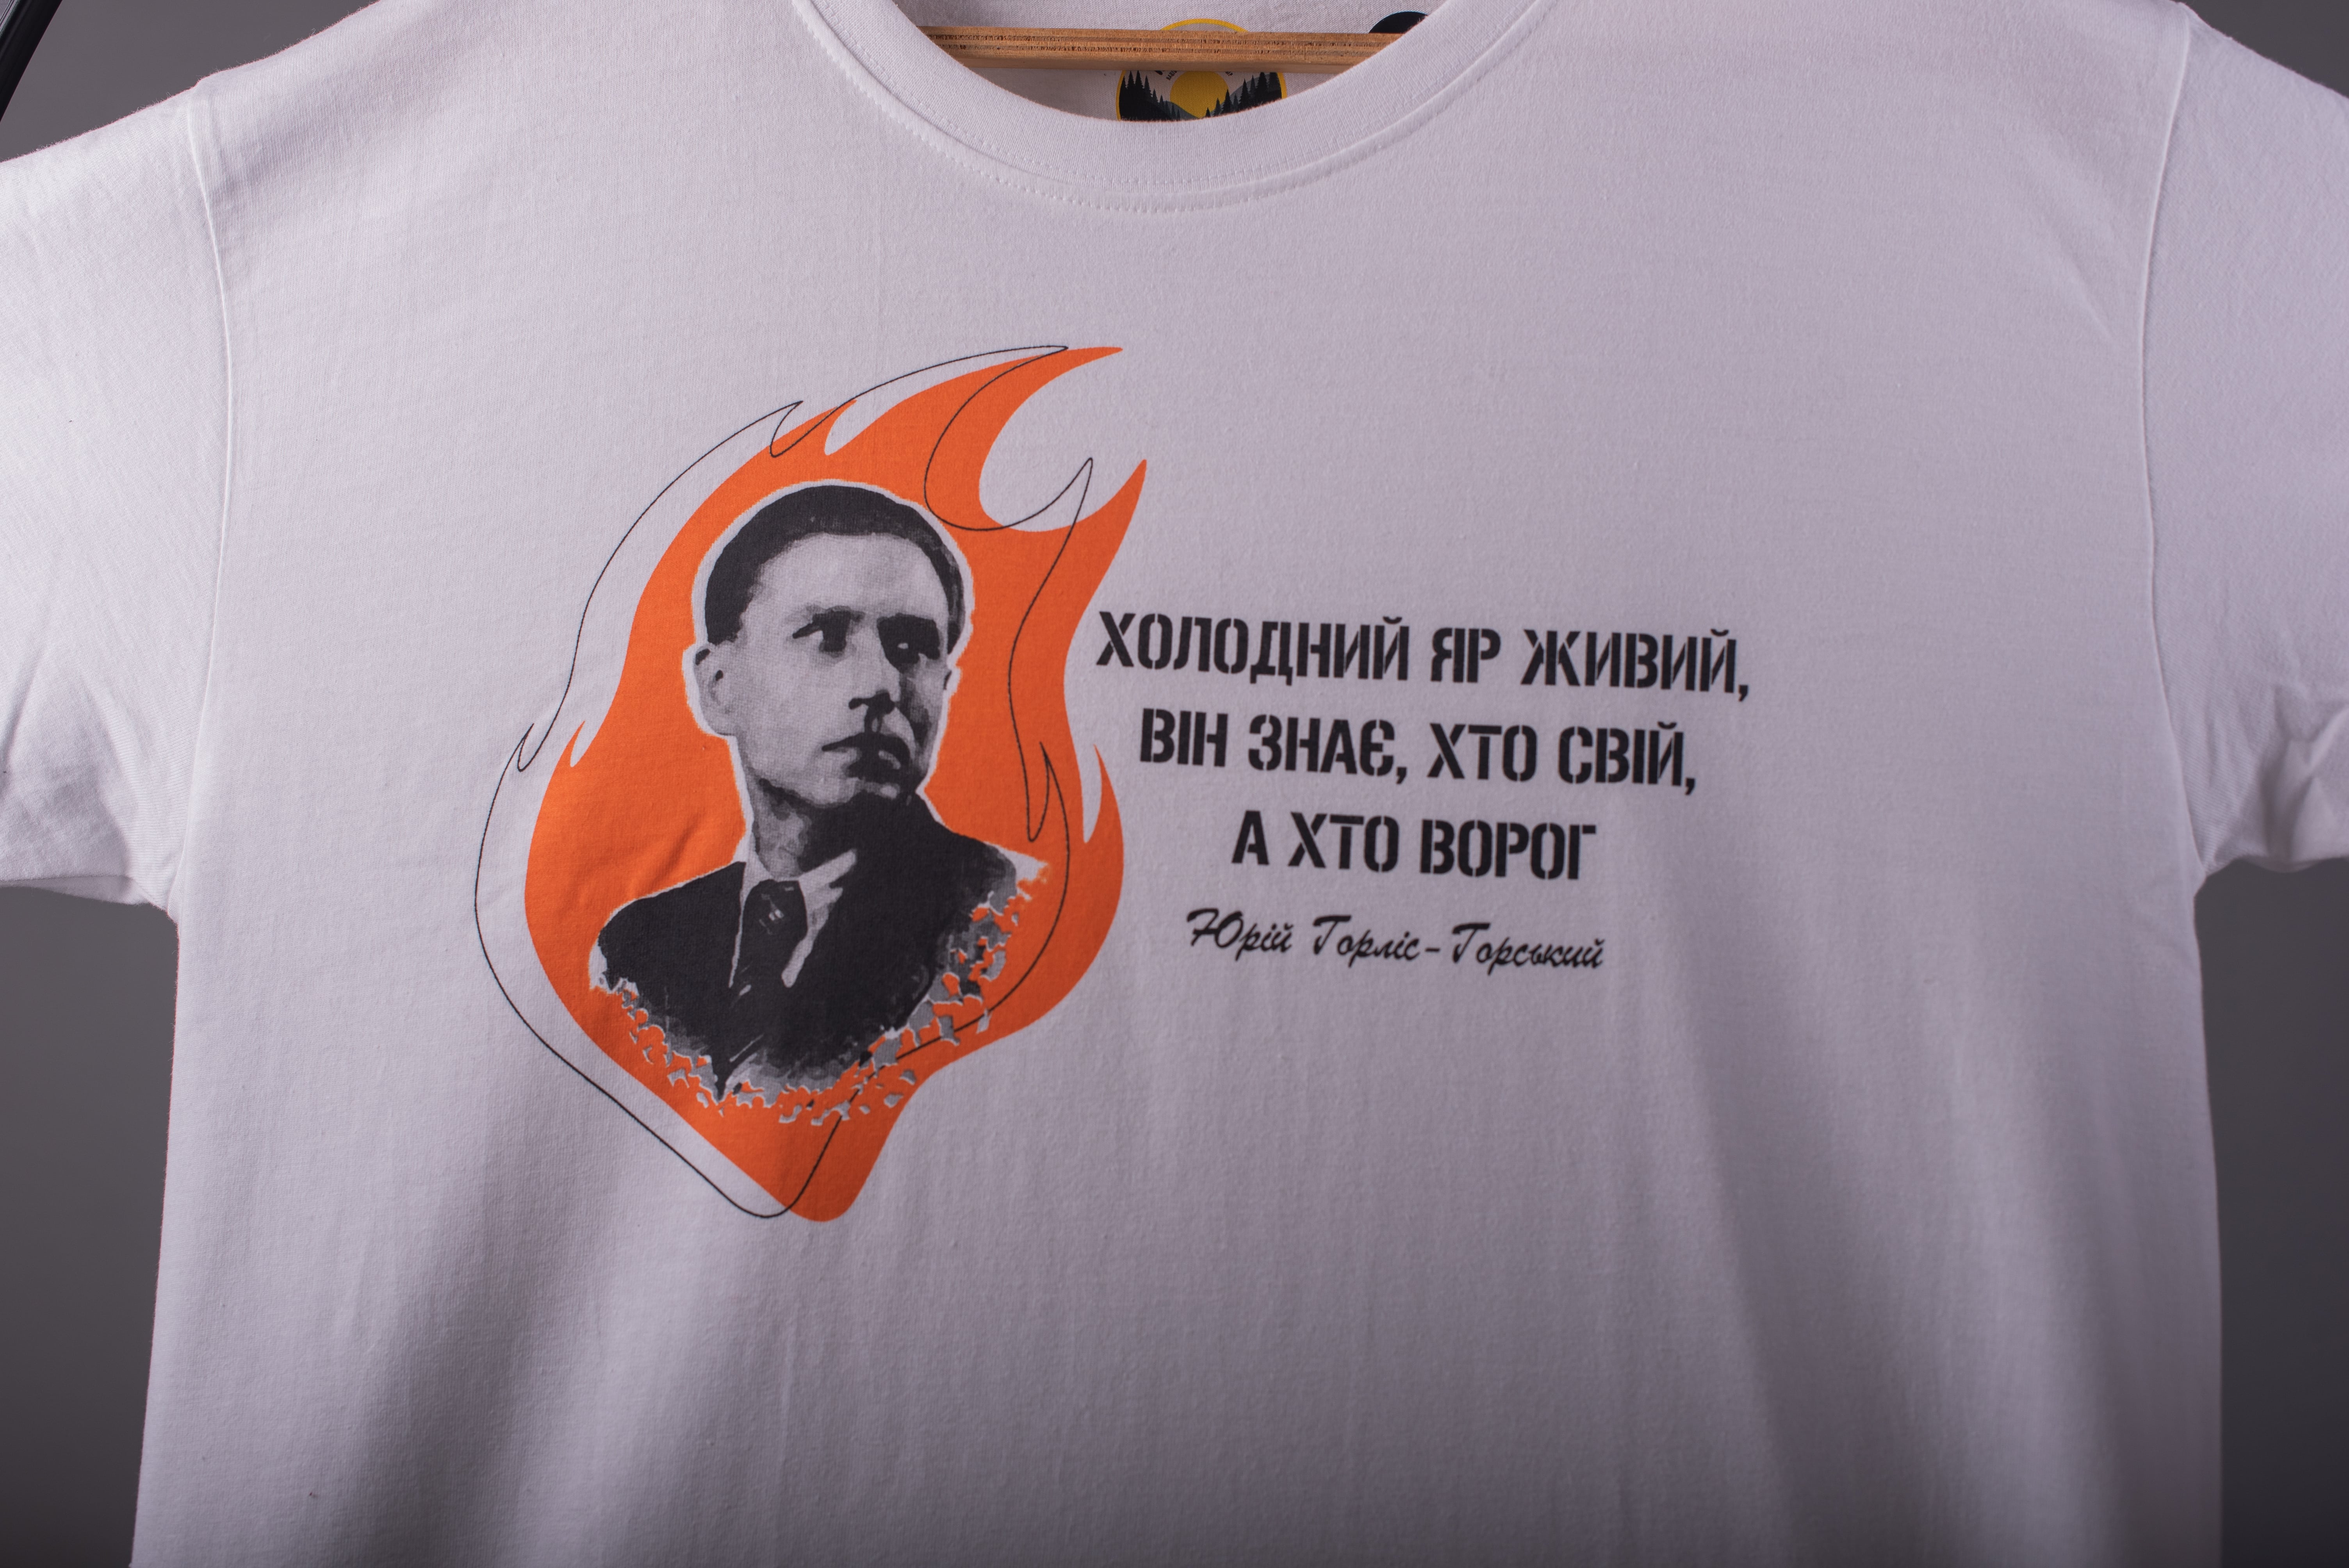 ХОЛОДНИЙ ЯР ЖИВИЙ,
ВІН ЗНАЄ, ХТО СВІЙ,
А ХТО ВОРОГ
Юрій Горліс-Горський